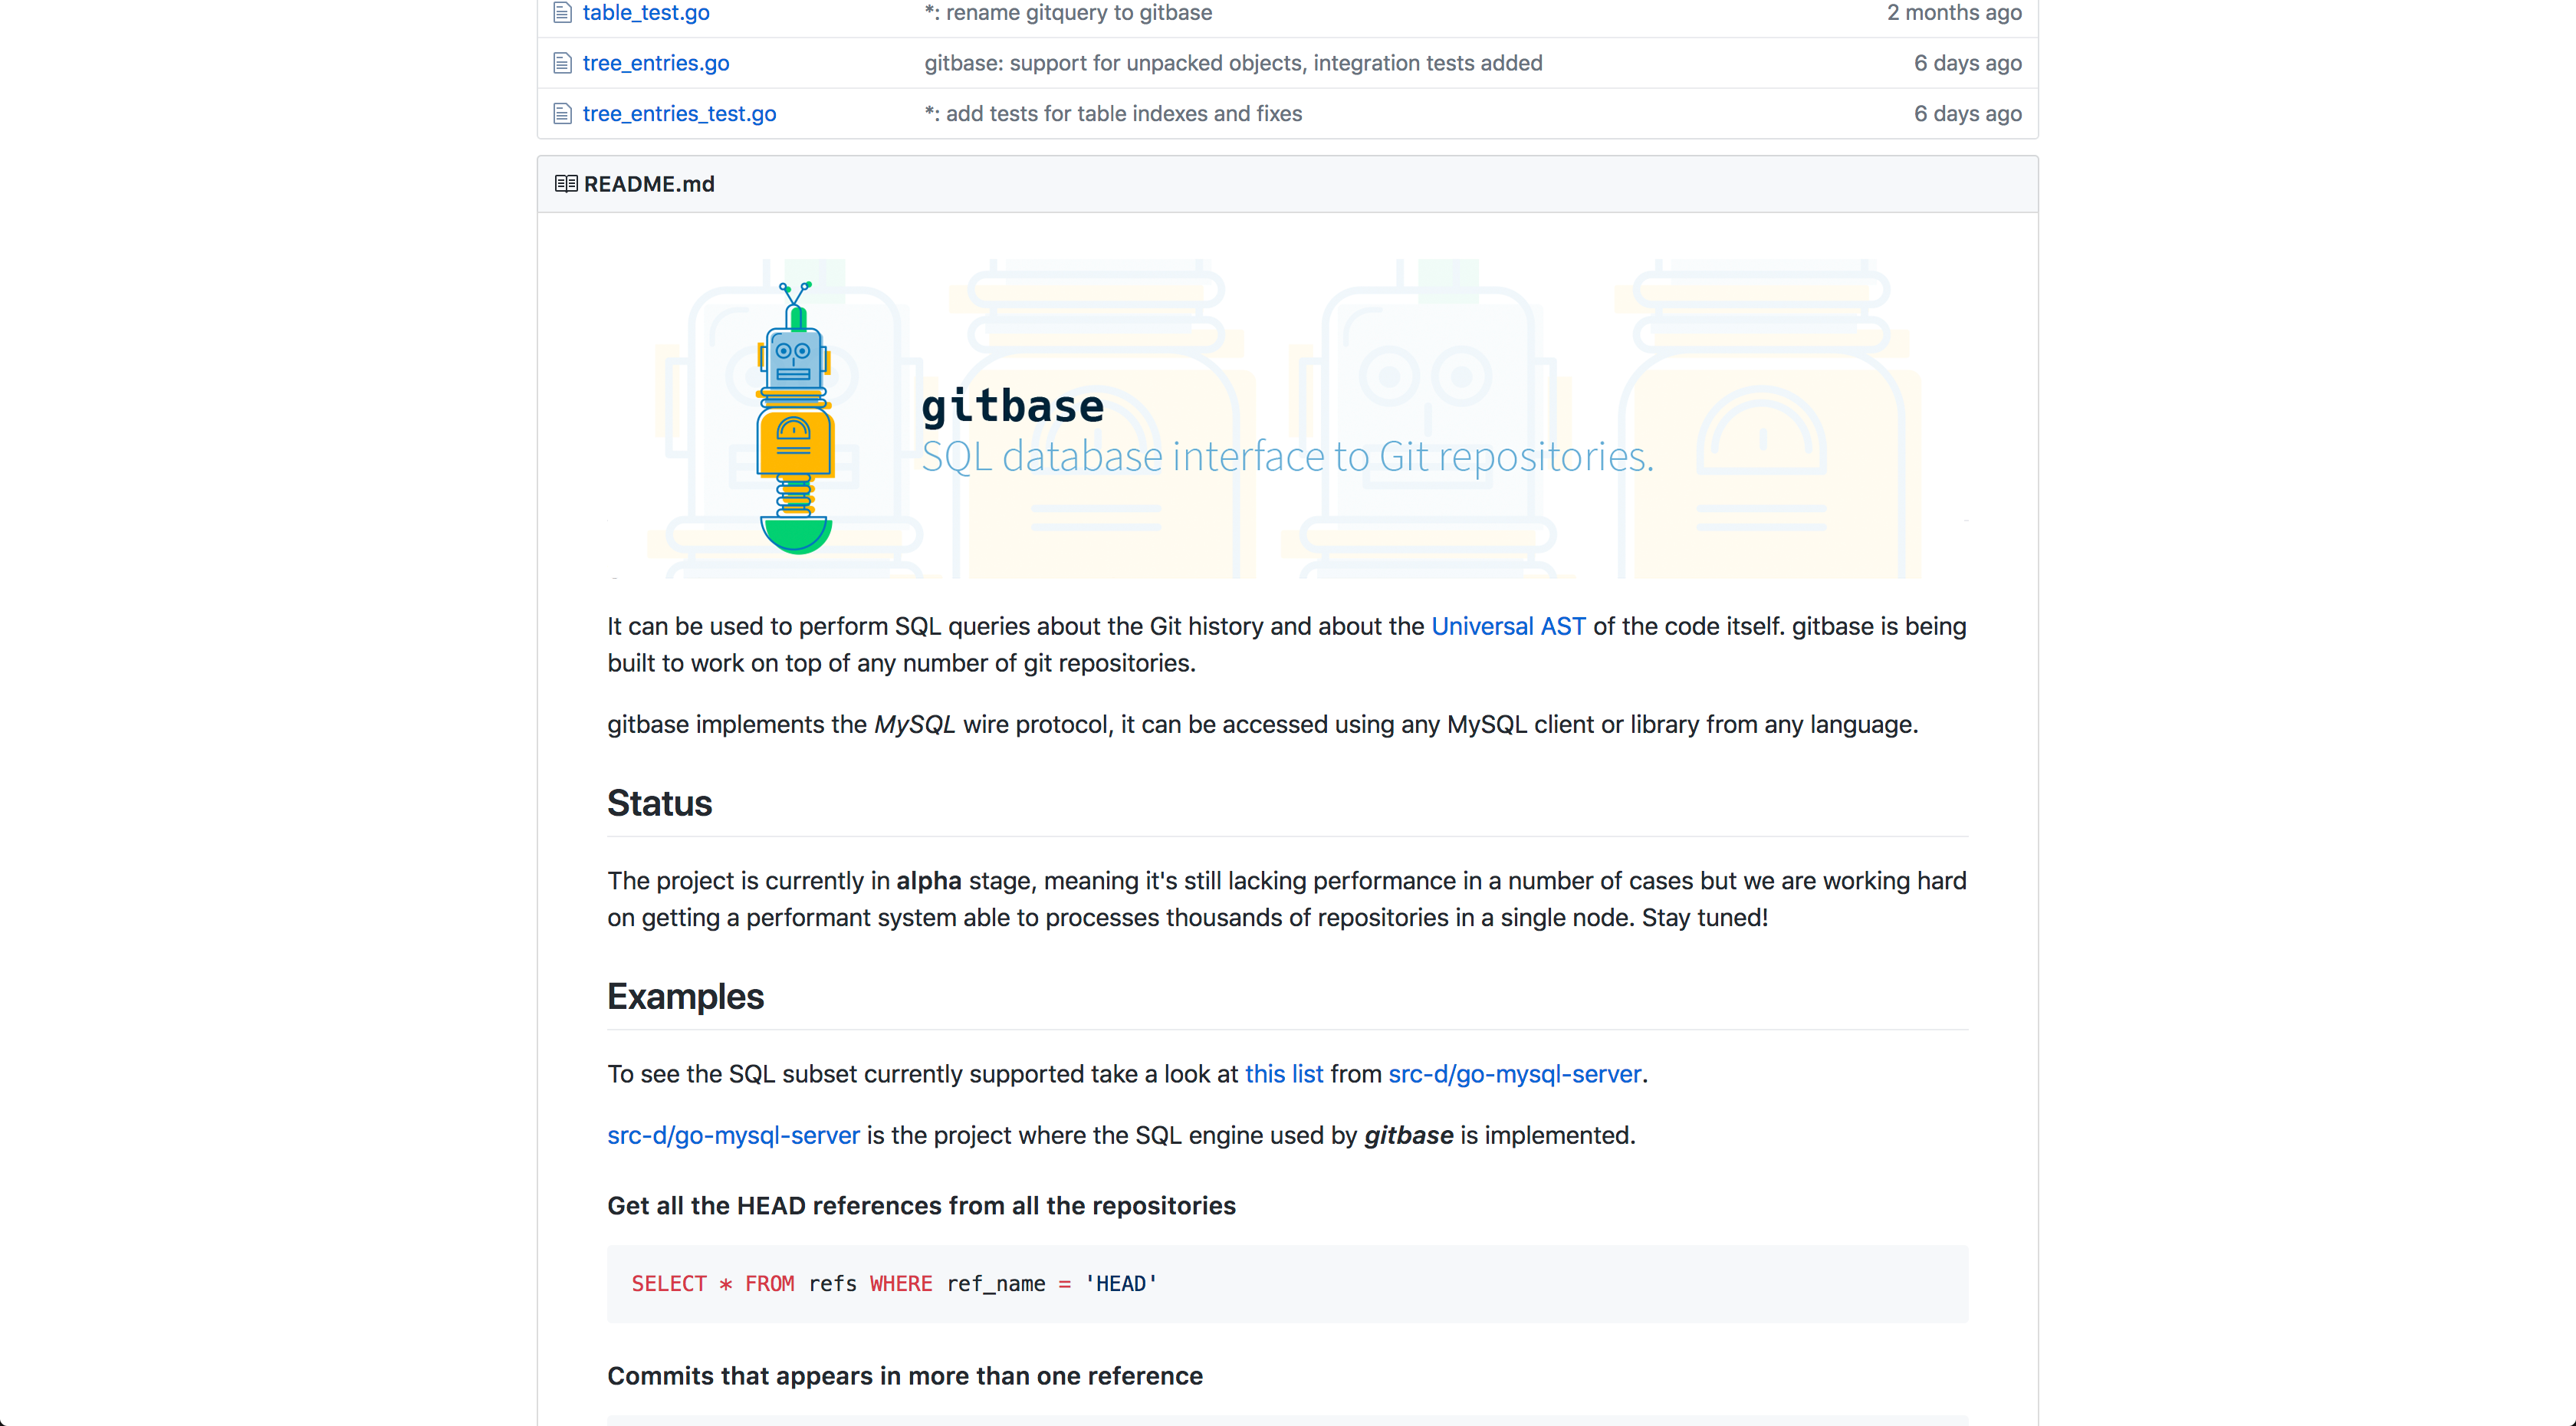 table_test.go *: rename gitquery to gitbase 2 months ago
tree_entries.go gitbase: support for unpacked objects, integration tests added 6 days ago
tree_entries_test.go *: add tests for table indexes and fixes 6 days ago
README.md
gitbase
SQL database interface to Git repositories.
It can be used to perform SQL queries about the Git history and about the Universal AST of the code itself. gitbase is being
built to work on top of any number of git repositories.
gitbase implements the MySQL wire protocol, it can be accessed using any MySQL client or library from any language.
Status
The project is currently in alpha stage, meaning it's still lacking performance in a number of cases but we are working hard
on getting a performant system able to processes thousands of repositories in a single node. Stay tuned!
Examples
To see the SQL subset currently supported take a look at this list from src-d/go-mysql-server.
src-d/go-mysql-server is the project where the SQL engine used by gitbase is implemented.
Get all the HEAD references from all the repositories
SELECT * FROM refs WHERE ref_name = 'HEAD'
Commits that appears in more than one reference